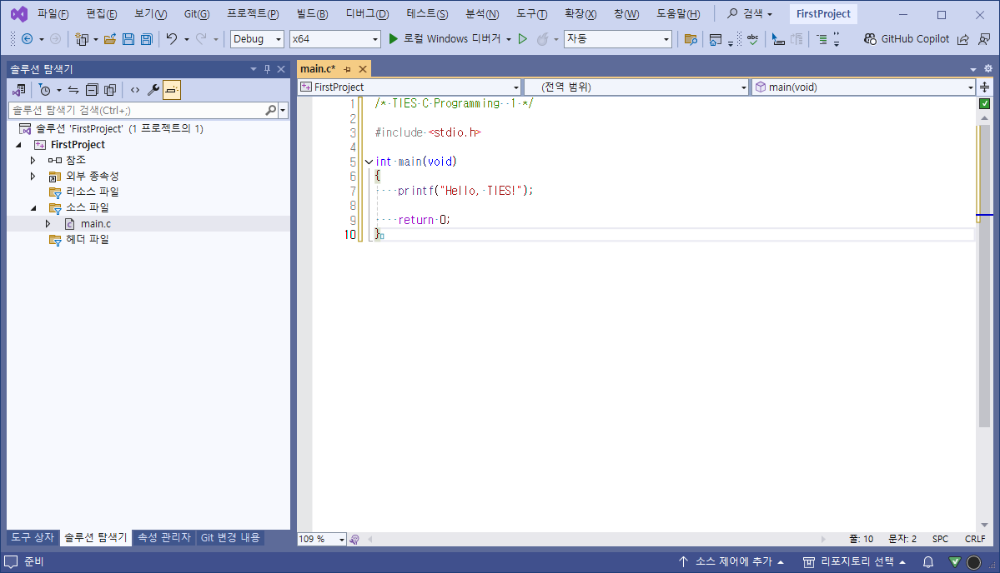 파일(F) 편집(E) 보기(V) Git(G) 프로젝트(P) 빌드(B) 디버그(D) 테스트(S) 분석(N) 도구(T) 확장(X) 창(W) 도움말(H) 검색 FirstProject
Debug x64 로컬 Windows 디버거 자동 abc GitHub Copilot
솔루션 탐색기
솔루션 탐색기 검색(Ctrl+;)
솔루션 'FirstProject' (1 프로젝트의 1)
FirstProject
참조
외부 종속성
리소스 파일
소스 파일
main.c
헤더 파일
도구 상자 솔루션 탐색기 속성 관리자 Git 변경 내용
main.c*
FirstProject (전역 범위) main(void)
1 /* TIES C Programming - 1 */
2
3 #include <stdio.h>
4
5 int main(void)
6 {
7 printf("Hello, TIES!");
8
9 return 0;
10 }
109 % 줄: 10 문자: 2 SPC CRLF
준비 소스 제어에 추가 리포지토리 선택